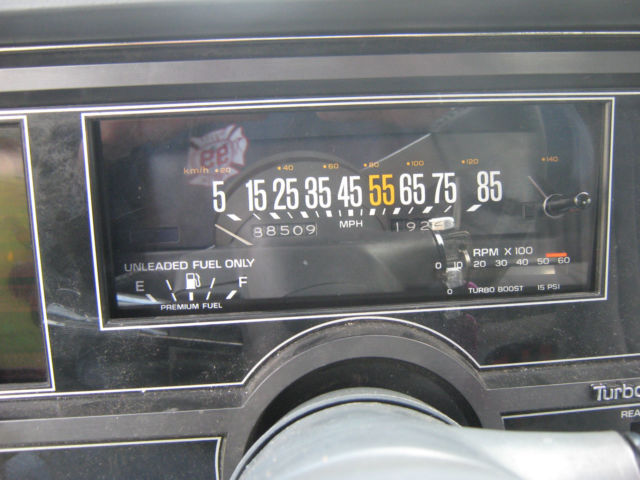 km/h 20 40 60 80 100 120 140
5 15 25 35 45 55 65 75 85
MPH
88509
UNLEADED FUEL ONLY
E F
PREMIUM FUEL
RPM X 100
0 10 20 30 40 50 60
0 TURBO BOOST 15 PSI
Turbo
REA